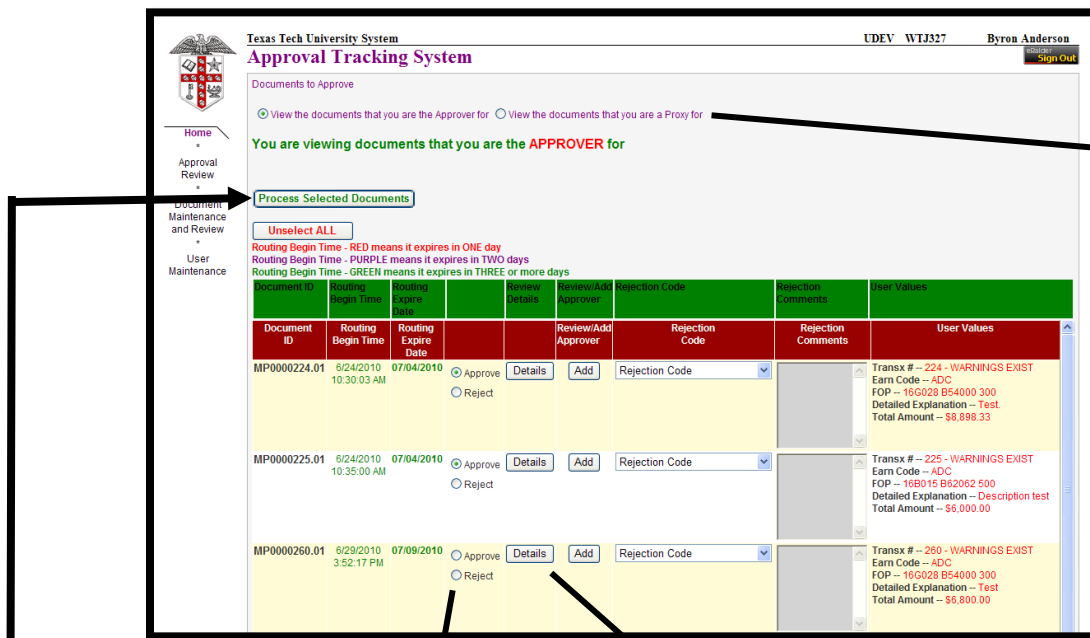 Texas Tech University System
UDEV WTJ327 Byron Anderson
Approval Tracking System
eRaider
Sign Out
Documents to Approve
View the documents that you are the Approver for View the documents that you are a Proxy for
You are viewing documents that you are the APPROVER for
Home
*
Approval
Review
*
Document
Maintenance
and Review
*
User
Maintenance
Process Selected Documents
Unselect ALL
Routing Begin Time - RED means it expires in ONE day
Routing Begin Time - PURPLE means it expires in TWO days
Routing Begin Time - GREEN means it expires in THREE or more days
Document ID Routing Begin Time Routing Expire Date Review Details Review/Add Approver Rejection Code Rejection Comments User Values
Document ID Routing Begin Time Routing Expire Date Review/Add Approver Rejection Code Rejection Comments User Values
MP0000224.01 6/24/2010 07/04/2010 Approve Details Add Rejection Code Transx # -- 224 - WARNINGS EXIST
10:30:03 AM Reject Earn Code -- ADC
FOP -- 16G028 B54000 300
Detailed Explanation -- Test.
Total Amount -- $8,898.33
MP0000225.01 6/24/2010 07/04/2010 Approve Details Add Rejection Code Transx # -- 225 - WARNINGS EXIST
10:35:00 AM Reject Earn Code -- ADC
FOP -- 16B015 B62062 500
Detailed Explanation -- Description test
Total Amount -- $6,000.00
MP0000260.01 6/29/2010 07/09/2010 Approve Details Add Rejection Code Transx # -- 260 - WARNINGS EXIST
3:52:17 PM Reject Earn Code -- ADC
FOP -- 16G028 B54000 300
Detailed Explanation -- Test
Total Amount -- $6,800.00